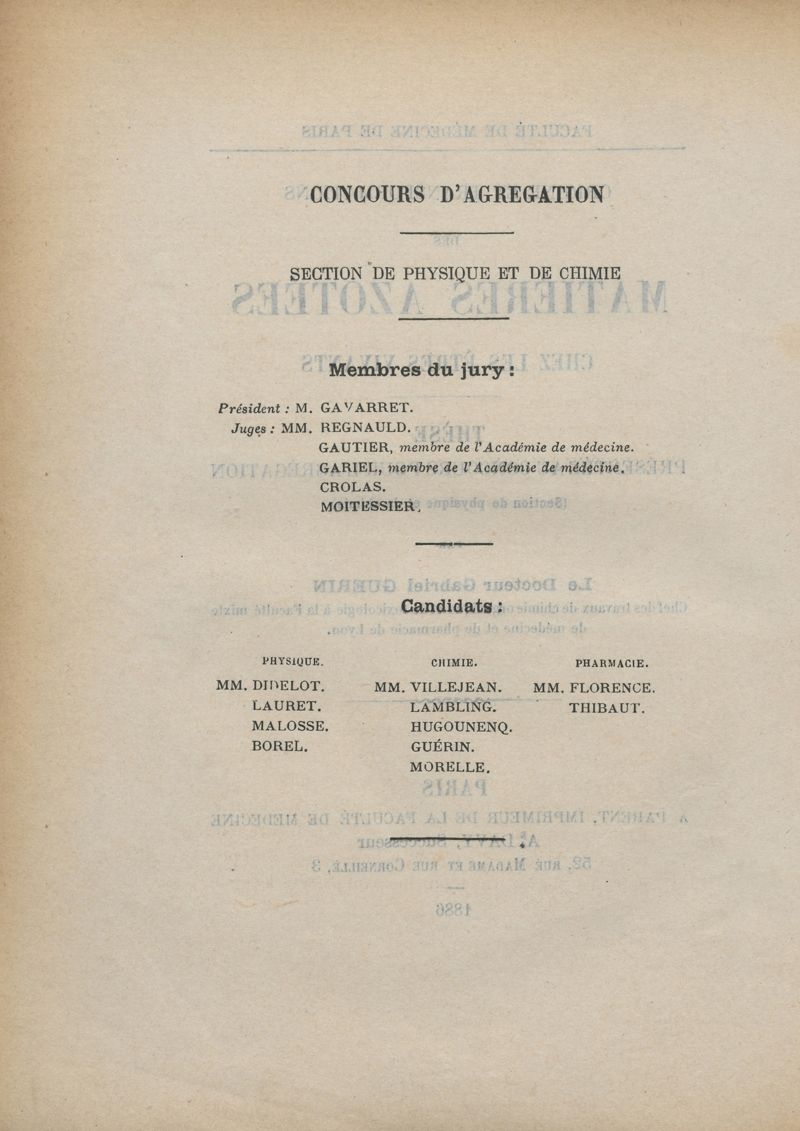 CONCOURS D'AGREGATION
SECTION DE PHYSIQUE ET DE CHIMIE
Membres du jury :
Président : M. GAVARRET.
Juges : MM. REGNAULD.
GAUTIER, membre de l'Académie de médecine.
GARIEL, membre de l'Académie de médecine.
CROLAS.
MOITESSIER.
Candidats :
PHYSIQUE. CHIMIE. PHARMACIE.
MM. DIDELOT. MM. VILLEJEAN. MM. FLORENCE.
LAURET. LAMBLING. THIBAUT.
MALOSSE. HUGOUNENQ.
BOREL. GUÉRIN.
MORELLE.